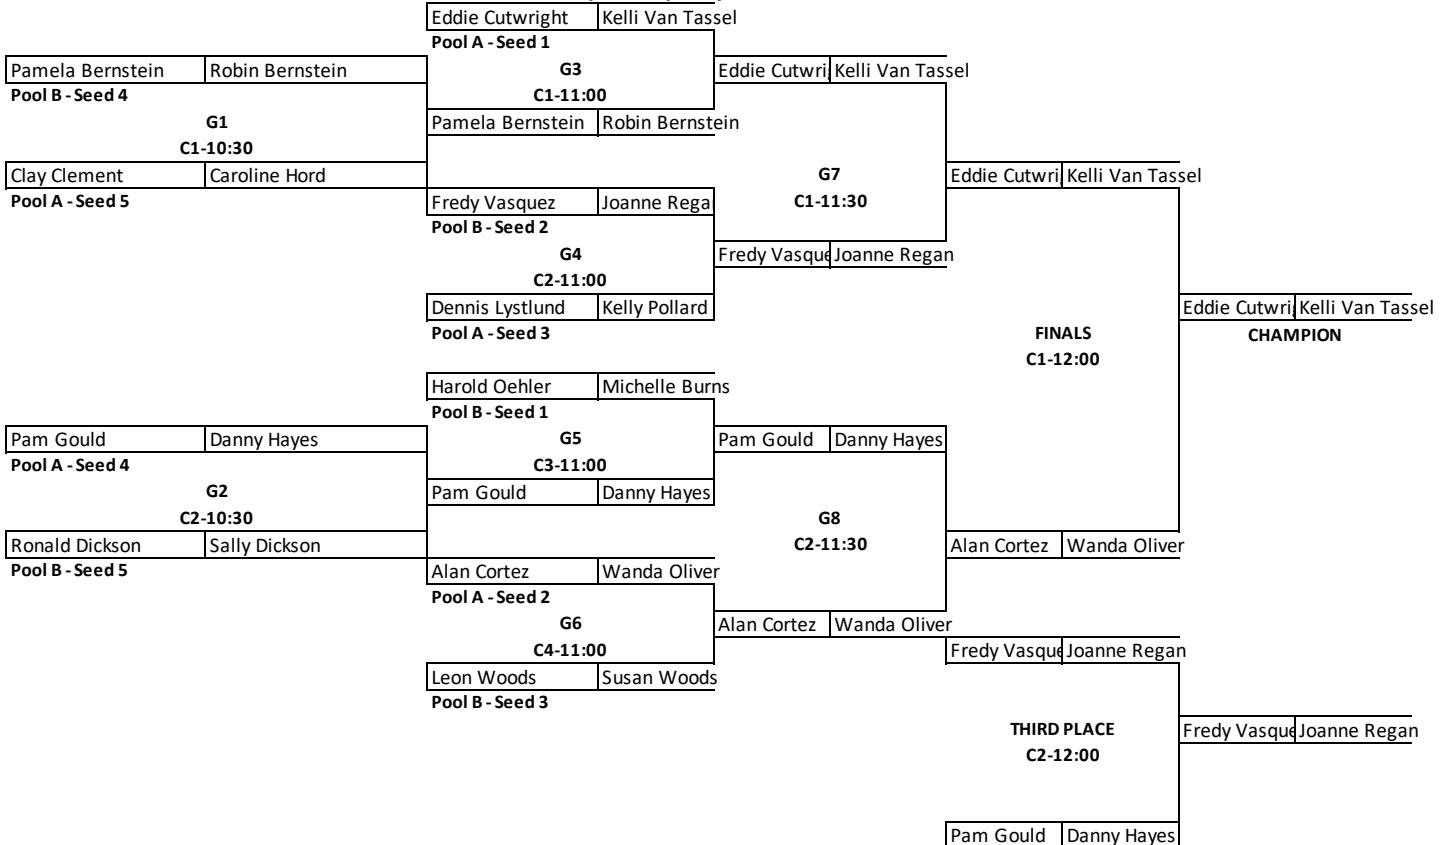 Eddie Cutwright Kelli Van Tassel
Pool A - Seed 1
Pamela Bernstein Robin Bernstein G3 Eddie Cutwri Kelli Van Tassel
Pool B - Seed 4 C1-11:00
G1 Pamela Bernstein Robin Bernstein
C1-10:30
Clay Clement Caroline Hord G7 Eddie Cutwri Kelli Van Tassel
Pool A - Seed 5 Fredy Vasquez Joanne Rega C1-11:30
Pool B - Seed 2
G4 Fredy Vasque Joanne Regan
C2-11:00
Dennis Lystlund Kelly Pollard Eddie Cutwri Kelli Van Tassel
Pool A - Seed 3 FINALS CHAMPION
C1-12:00
Harold Oehler Michelle Burns
Pool B - Seed 1
Pam Gould Danny Hayes G5 Pam Gould Danny Hayes
Pool A - Seed 4 C3-11:00
G2 Pam Gould Danny Hayes
C2-10:30 G8
Ronald Dickson Sally Dickson C2-11:30 Alan Cortez Wanda Oliver
Pool B - Seed 5 Alan Cortez Wanda Oliver
Pool A - Seed 2
G6 Alan Cortez Wanda Oliver
C4-11:00 Fredy Vasque Joanne Regan
Leon Woods Susan Woods
Pool B - Seed 3
THIRD PLACE Fredy Vasque Joanne Regan
C2-12:00
Pam Gould Danny Hayes